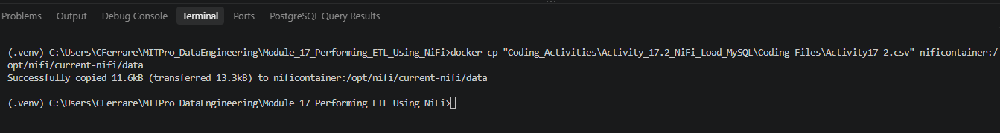 Problems Output Debug Console Terminal Ports PostgreSQL Query Results
(.venv) C:\Users\CFerrare\MITPro_DataEngineering\Module_17_Performing_ETL_Using_NiFi>docker cp "Coding_Activities\Activity_17.2_NiFi_Load_MySQL\Coding Files\Activity17-2.csv" nificontainer:/
opt/nifi/current-nifi/data
Successfully copied 11.6kB (transferred 13.3kB) to nificontainer:/opt/nifi/current-nifi/data
(.venv) C:\Users\CFerrare\MITPro_DataEngineering\Module_17_Performing_ETL_Using_NiFi>